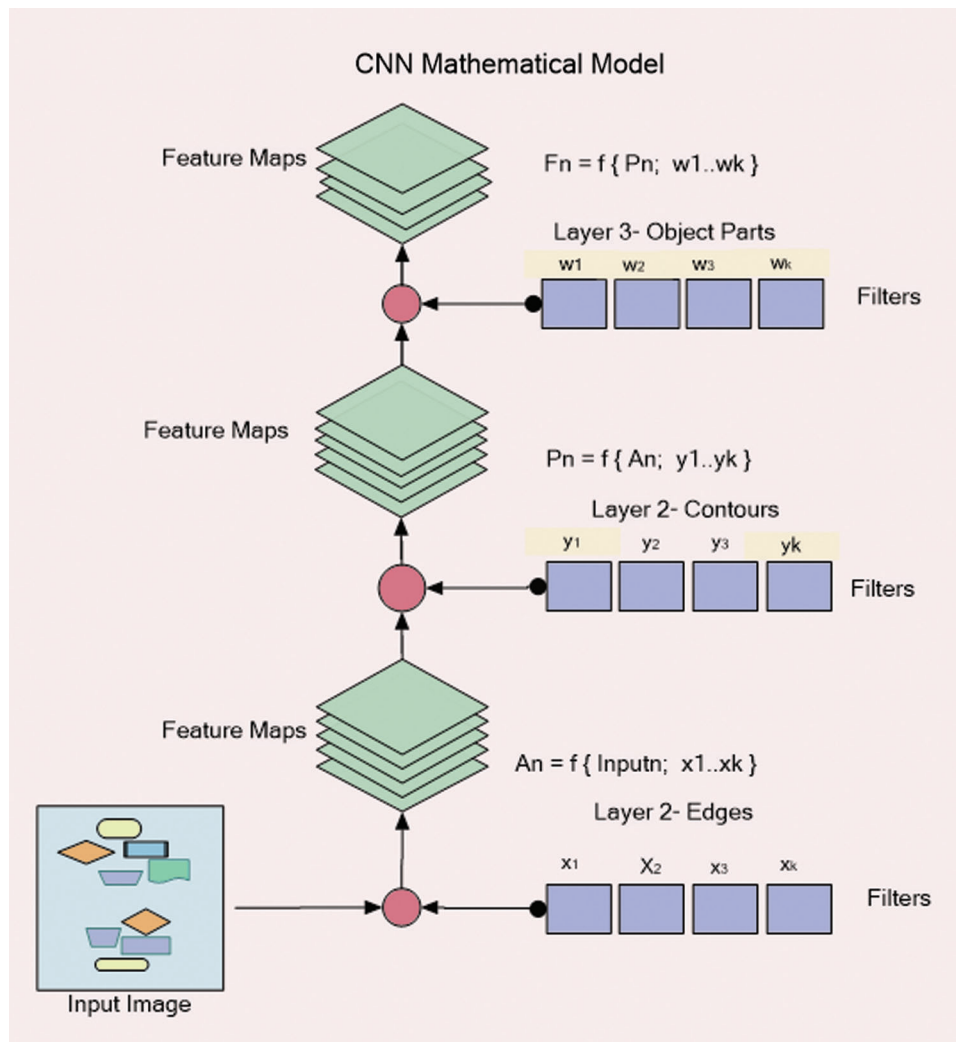 CNN Mathematical Model
Feature Maps
Fn = f { Pn; w1..wk }
Layer 3- Object Parts
w1 w2 w3 wk
Filters
Feature Maps
Pn = f { An; y1..yk }
Layer 2- Contours
y1 y2 y3 yk
Filters
Feature Maps
An = f { Inputn; x1..xk }
Layer 2- Edges
x1 X2 x3 xk
Filters
Input Image